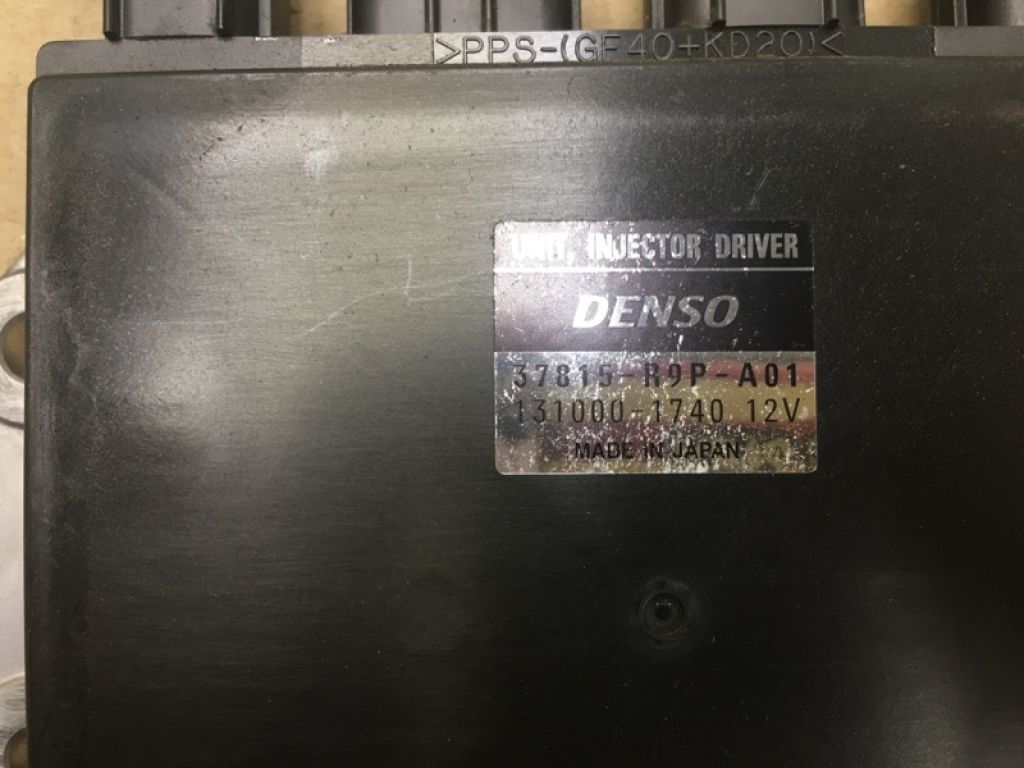 >PPS-(GF40+KD20)<
UNIT, INJECTOR DRIVER
DENSO
37815-R9P-A01
131000-1740 12V
MADE IN JAPAN